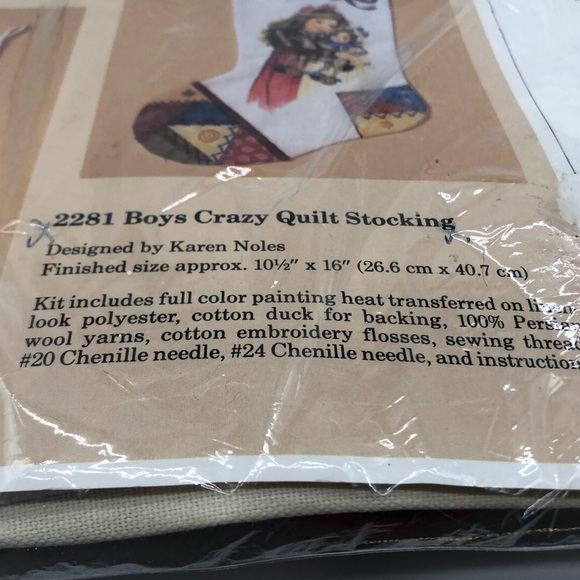 2281 Boys Crazy Quilt Stocking
Designed by Karen Noles
Finished size approx. 10½" x 16" (26.6 cm x 40.7 cm)
Kit includes full color painting heat transferred on
look polyester, cotton duck for backing, 100%
wool yarns, cotton embroidery flosses, sewing
#20 Chenille needle, #24 Chenille needle, and